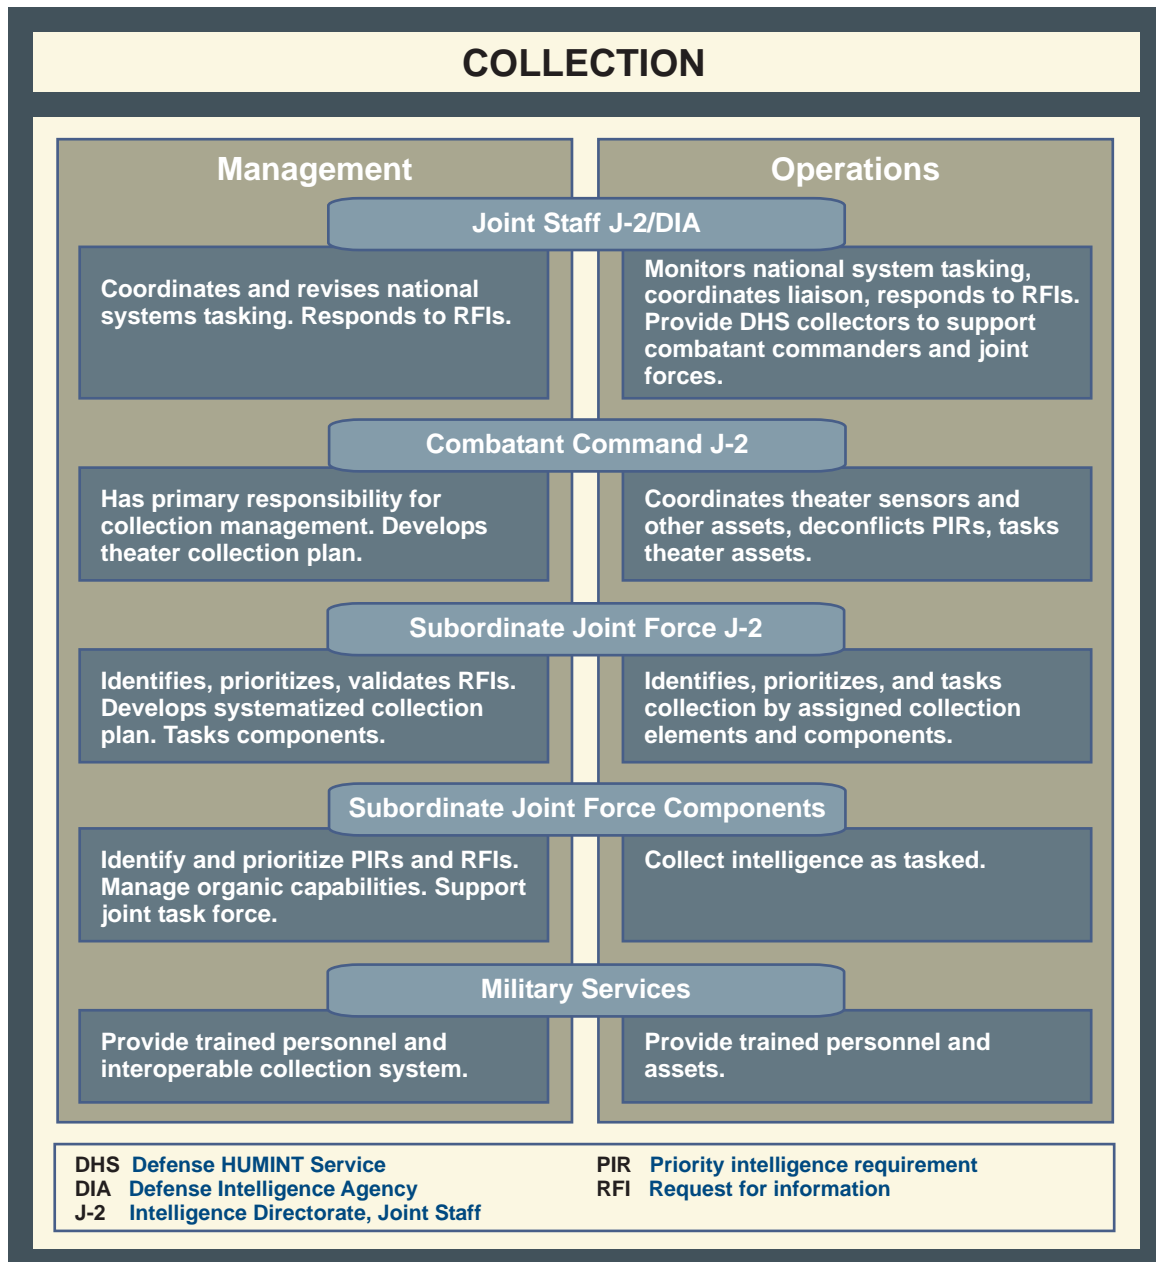 COLLECTION
Management
Operations
Joint Staff J-2/DIA
Coordinates and revises national
systems tasking. Responds to RFIs.
Monitors national system tasking,
coordinates liaison, responds to RFIs.
Provide DHS collectors to support
combatant commanders and joint
forces.
Combatant Command J-2
Has primary responsibility for
collection management. Develops
theater collection plan.
Coordinates theater sensors and
other assets, deconflicts PIRs, tasks
theater assets.
Subordinate Joint Force J-2
Identifies, prioritizes, validates RFIs.
Develops systematized collection
plan. Tasks components.
Identifies, prioritizes, and tasks
collection by assigned collection
elements and components.
Subordinate Joint Force Components
Identify and prioritize PIRs and RFIs.
Manage organic capabilities. Support
joint task force.
Collect intelligence as tasked.
Military Services
Provide trained personnel and
interoperable collection system.
Provide trained personnel and
assets.
DHS Defense HUMINT Service
DIA Defense Intelligence Agency
J-2 Intelligence Directorate, Joint Staff
PIR Priority intelligence requirement
RFI Request for information